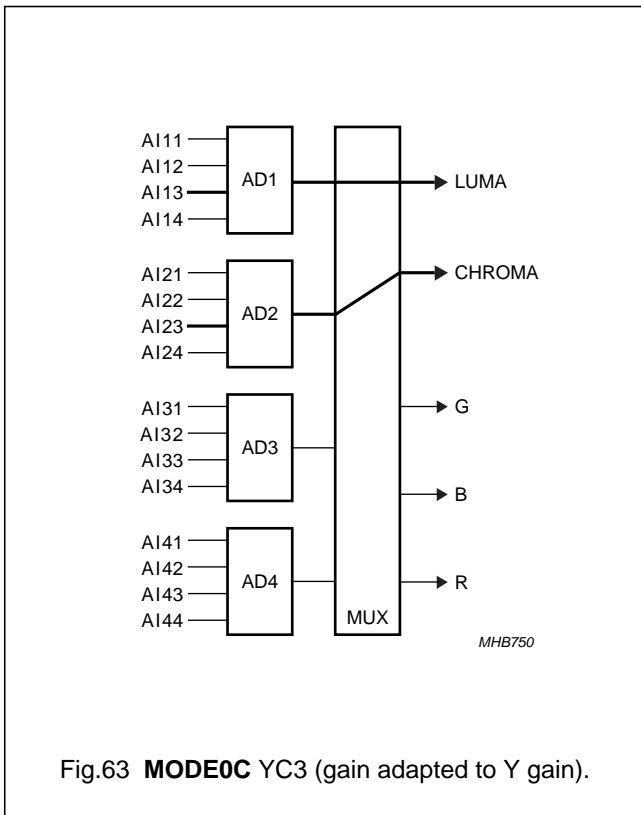 AI11
AI12
AI13
AI14
AD1
LUMA
AI21
AI22
AI23
AI24
AD2
CHROMA
AI31
AI32
AI33
AI34
AD3
G
B
AI41
AI42
AI43
AI44
AD4
R
MUX
MHB750
Fig.63 MODE0C YC3 (gain adapted to Y gain).